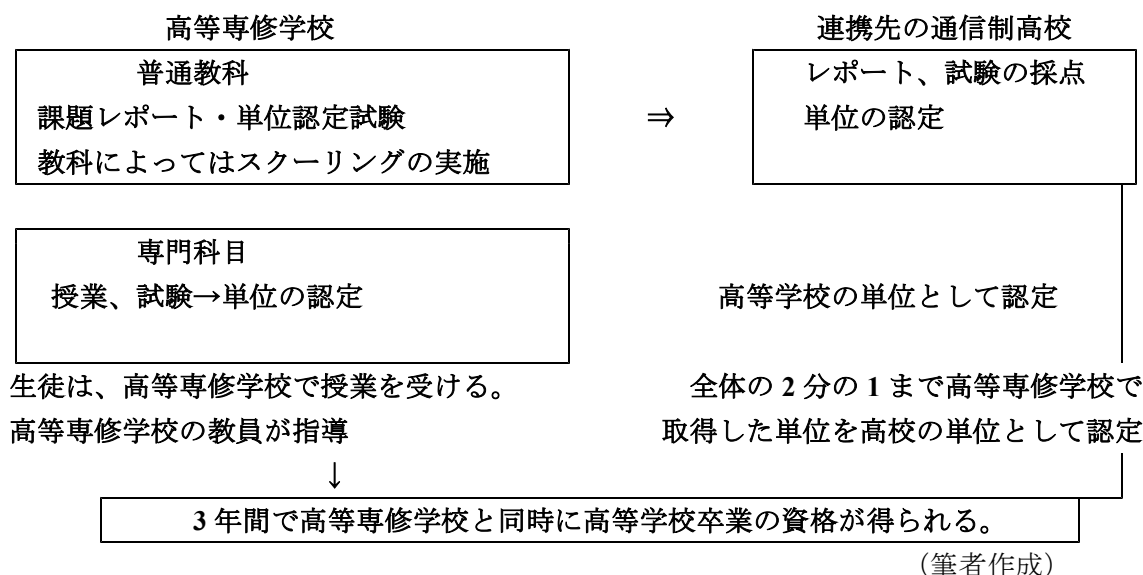 高等専修学校
連携先の通信制高校
普通教科
課題レポート・単位認定試験
教科によってはスクーリングの実施
⇒
レポート、試験の採点
単位の認定
専門科目
授業、試験→単位の認定
高等学校の単位として認定
生徒は、高等専修学校で授業を受ける。
高等専修学校の教員が指導
全体の 2 分の 1 まで高等専修学校で
取得した単位を高校の単位として認定
↓
3 年間で高等専修学校と同時に高等学校卒業の資格が得られる。
（筆者作成）